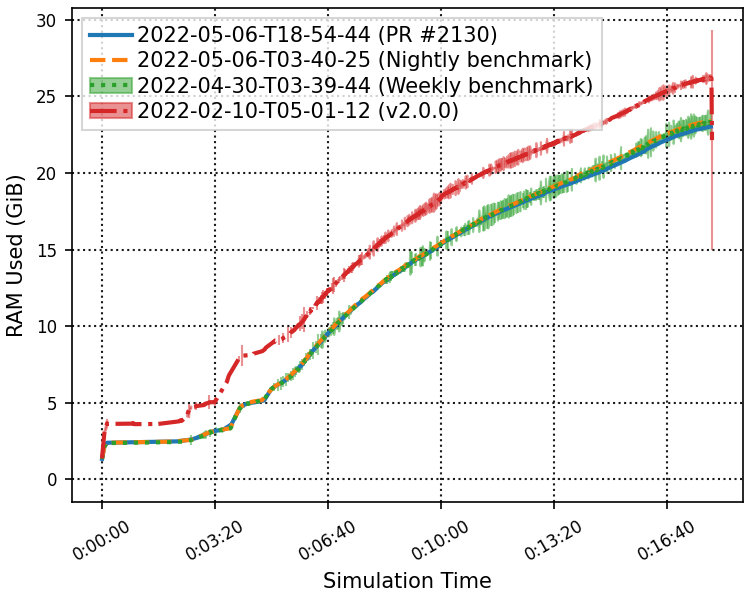 2022-05-06-T18-54-44 (PR #2130)
2022-05-06-T03-40-25 (Nightly benchmark)
2022-04-30-T03-39-44 (Weekly benchmark)
2022-02-10-T05-01-12 (v2.0.0)
30
25
20
15
10
5
0
RAM Used (GiB)
0:00:00
0:03:20
0:06:40
0:10:00
0:13:20
0:16:40
Simulation Time